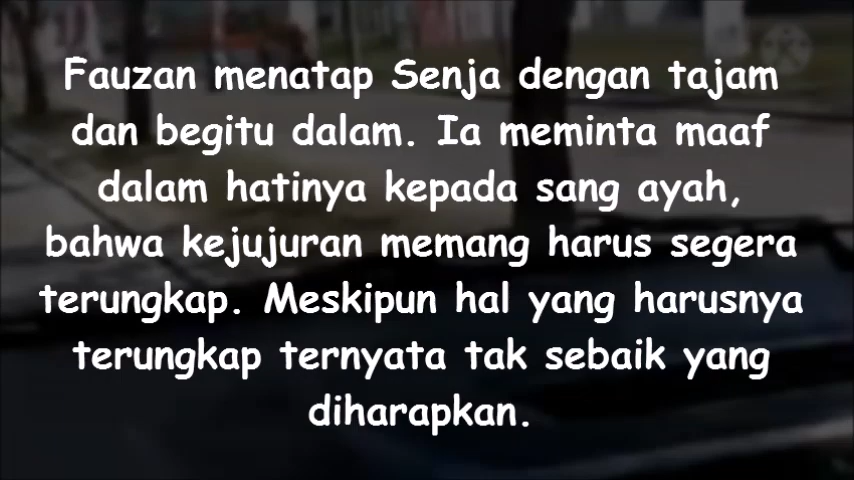 Fauzan menatap Senja dengan tajam
dan begitu dalam. Ia meminta maaf
dalam hatinya kepada sang ayah,
bahwa kejujuran memang harus segera
terungkap. Meskipun hal yang harusnya
terungkap ternyata tak sebaik yang
diharapkan.